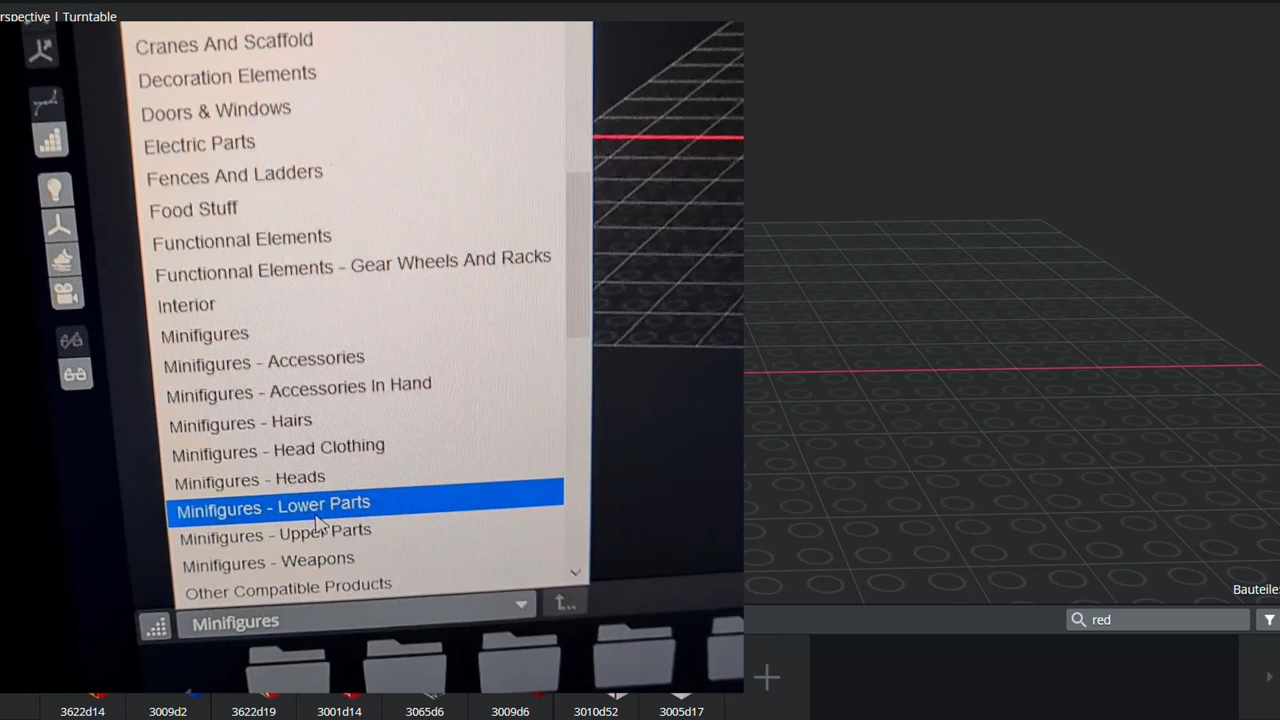 rspective | Turntable
Cranes And Scaffold
Decoration Elements
Doors & Windows
Electric Parts
Fences And Ladders
Food Stuff
Functionnal Elements
Functionnal Elements - Gear Wheels And Racks
Interior
Minifigures
Minifigures - Accessories
Minifigures - Accessories In Hand
Minifigures - Hairs
Minifigures - Head Clothing
Minifigures - Heads
Minifigures - Lower Parts
Minifigures - Upper Parts
Minifigures - Weapons
Other Compatible Products
Minifigures
Bauteile:
red
3622d14 3009d2 3622d19 3001d14 3065d6 3009d6 3010d52 3005d17